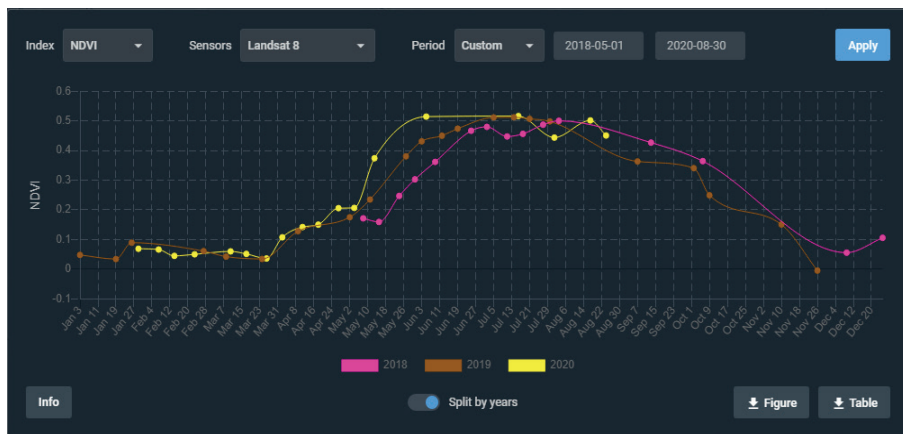 Index NDVI Sensors Landsat 8 Period Custom 2018-05-01 2020-08-30 Apply
0.6
0.5
0.4
0.3
0.2
0.1
0
-0.1
NDVI
Jan 3 Jan 11 Jan 19 Jan 27 Feb 4 Feb 12 Feb 20 Feb 28 Mar 7 Mar 15 Mar 23 Mar 31 Apr 8 Apr 16 Apr 24 May 2 May 10 May 18 May 26 Jun 3 Jun 11 Jun 19 Jun 27 Jul 5 Jul 13 Jul 21 Jul 29 Aug 6 Aug 14 Aug 22 Aug 30 Sep 7 Sep 15 Sep 23 Oct 1 Oct 9 Oct 17 Oct 25 Nov 2 Nov 10 Nov 18 Nov 26 Dec 4 Dec 12 Dec 20
2018 2019 2020
Info Split by years Figure Table